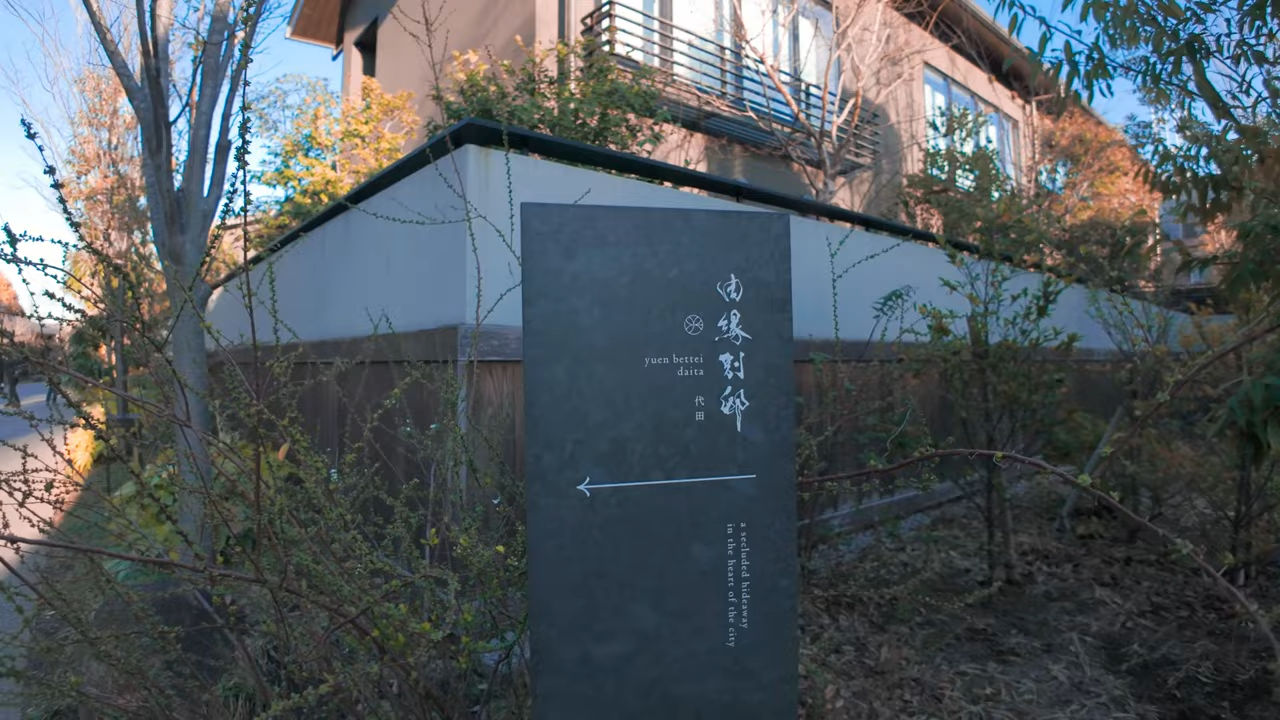 由縁別邸
yuen bettei
daita
代田
a secluded hideaway
in the heart of the city